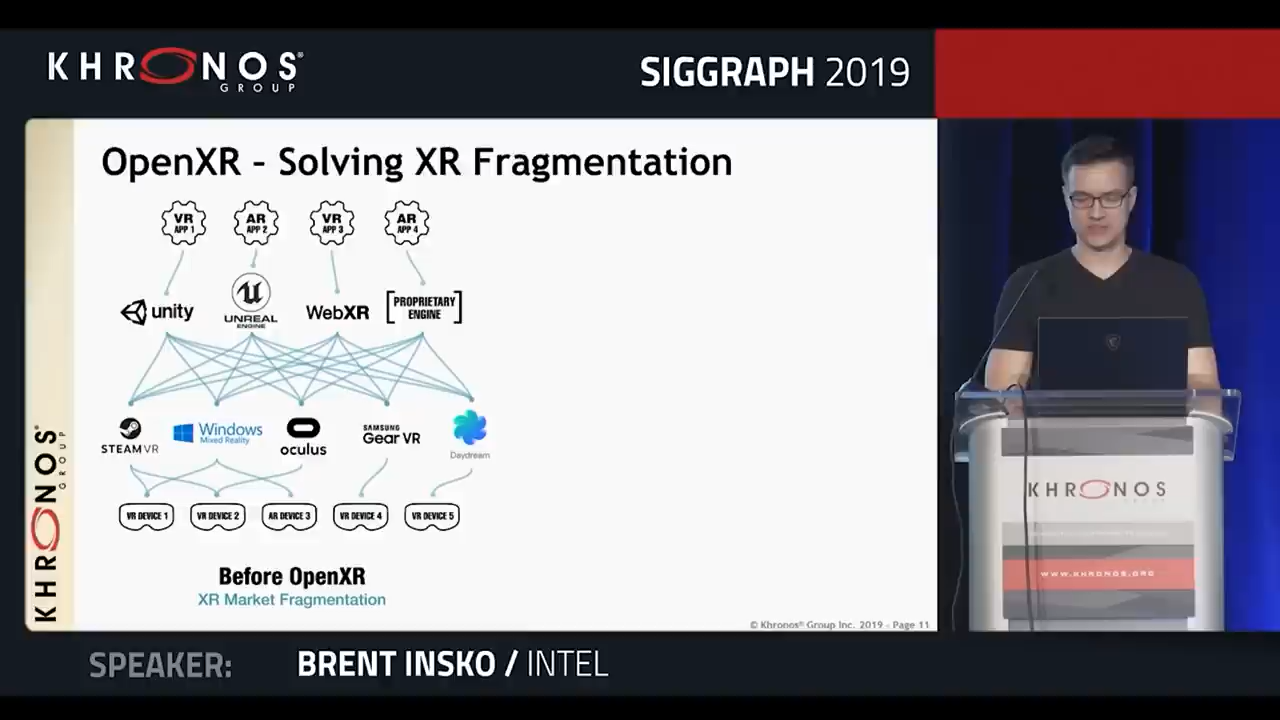 KHRONOS®
GROUP
SIGGRAPH 2019
OpenXR – Solving XR Fragmentation
VR APP 1
AR APP 2
VR APP 3
AR APP 4
unity
UNREAL ENGINE
WebXR
[PROPRIETARY ENGINE]
STEAMVR
Windows Mixed Reality
oculus
SAMSUNG Gear VR
Daydream
VR DEVICE 1
VR DEVICE 2
AR DEVICE 3
VR DEVICE 4
VR DEVICE 5
Before OpenXR
XR Market Fragmentation
© Khronos® Group Inc. 2019 - Page 11
KHRONOS®
GROUP
KHRONOS
GROUP
WWW.KHRONOS.ORG
SPEAKER: BRENT INSKO / INTEL